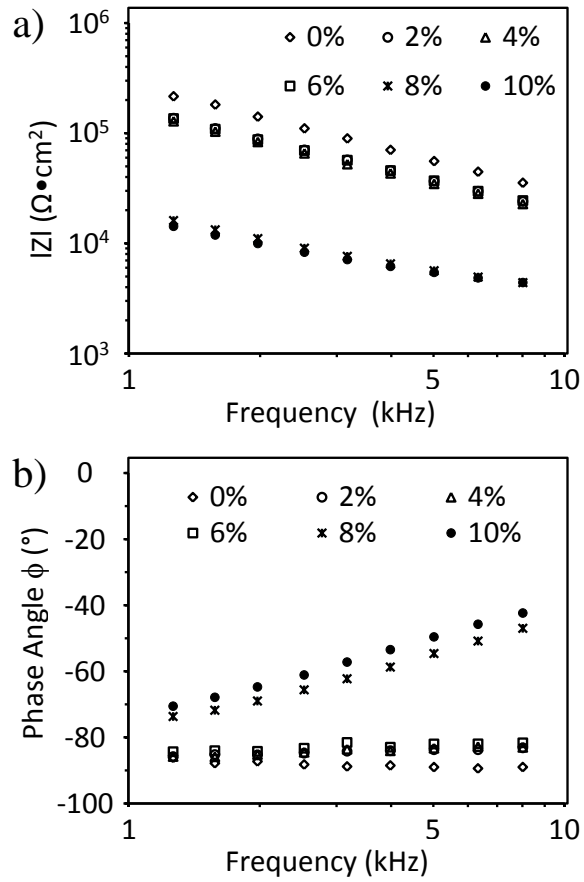 a)
10⁶
10⁵
10⁴
10³
|Z| (Ω•cm²)
◇ 0% ○ 2% △ 4%
□ 6% ✳ 8% ● 10%
1 5 10
Frequency (kHz)
b)
0
-20
-40
-60
-80
-100
Phase Angle ϕ (°)
◇ 0% ○ 2% △ 4%
□ 6% ✳ 8% ● 10%
1 5 10
Frequency (kHz)